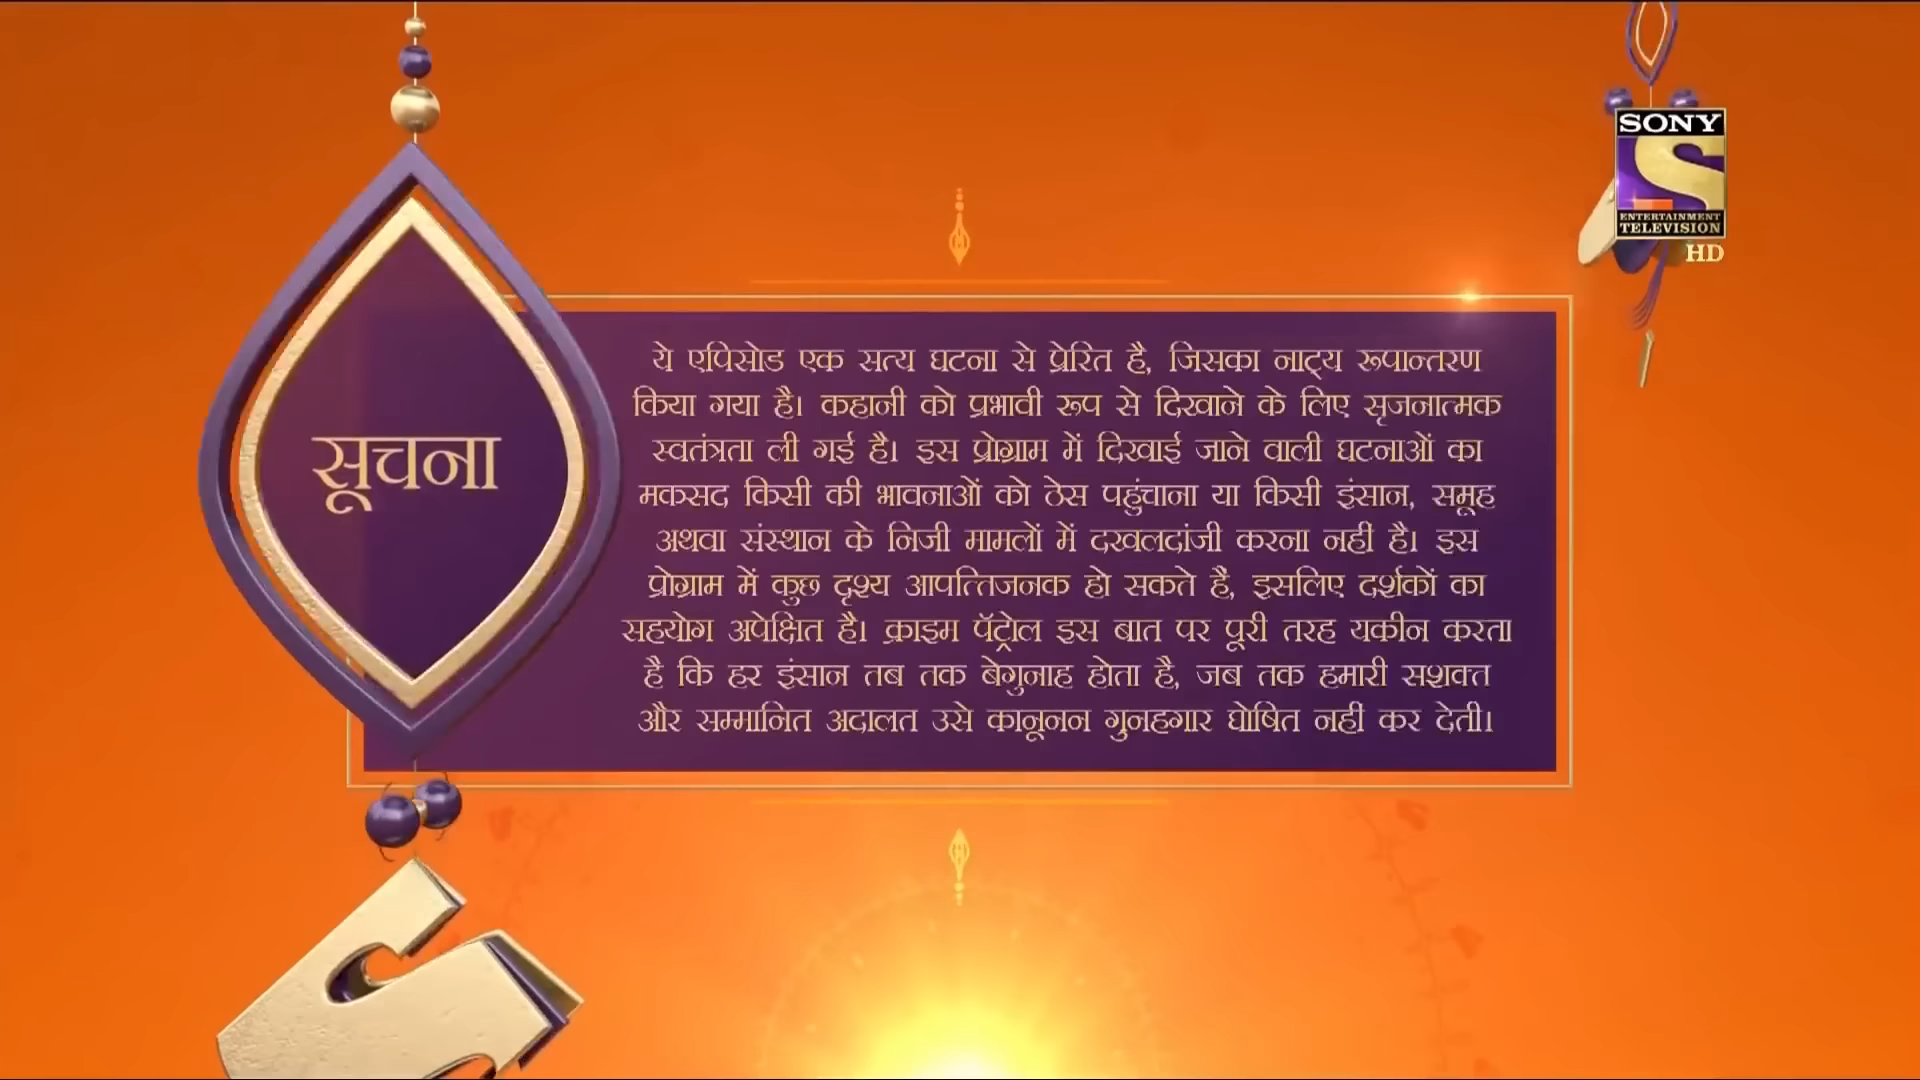 सूचना
ये एपिसोड एक सत्य घटना से प्रेरित है, जिसका नाट्य रूपान्तरण
किया गया है। कहानी को प्रभावी रूप से दिखाने के लिए सृजनात्मक
स्वतंत्रता ली गई है। इस प्रोग्राम में दिखाई जाने वाली घटनाओं का
मकसद किसी की भावनाओं को ठेस पहुंचाना या किसी इंसान, समूह
अथवा संस्थान के निजी मामलों में दखलदांजी करना नहीं है। इस
प्रोग्राम में कुछ दृश्य आपत्तिजनक हो सकते हैं, इसलिए दर्शकों का
सहयोग अपेक्षित है। क्राइम पॅट्रोल इस बात पर पूरी तरह यकीन करता
है कि हर इंसान तब तक बेगुनाह होता है, जब तक हमारी सशक्त
और सम्मानित अदालत उसे कानूनन गुनहगार घोषित नहीं कर देती।
SONY
ENTERTAINMENT
TELEVISION
HD